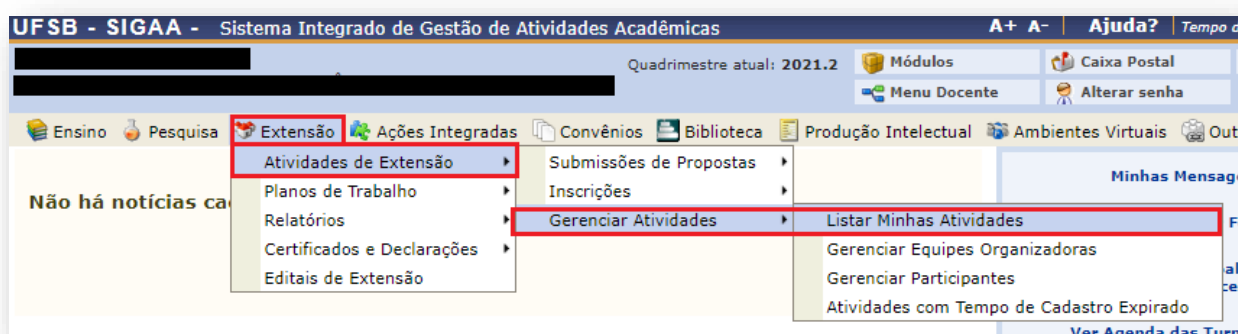 UFSB - SIGAA - Sistema Integrado de Gestão de Atividades Acadêmicas A+ A- | Ajuda? | Tempo
Quadrimestre atual: 2021.2 Módulos Caixa Postal
Menu Docente Alterar senha
Ensino Pesquisa Extensão Ações Integradas Convênios Biblioteca Produção Intelectual Ambientes Virtuais Out
Atividades de Extensão Submissões de Propostas Minhas Mensag
Planos de Trabalho Inscrições
Não há notícias ca
Relatórios Gerenciar Atividades Listar Minhas Atividades
Certificados e Declarações Gerenciar Equipes Organizadoras
Editais de Extensão Gerenciar Participantes
Atividades com Tempo de Cadastro Expirado
Ver Agenda das Turm